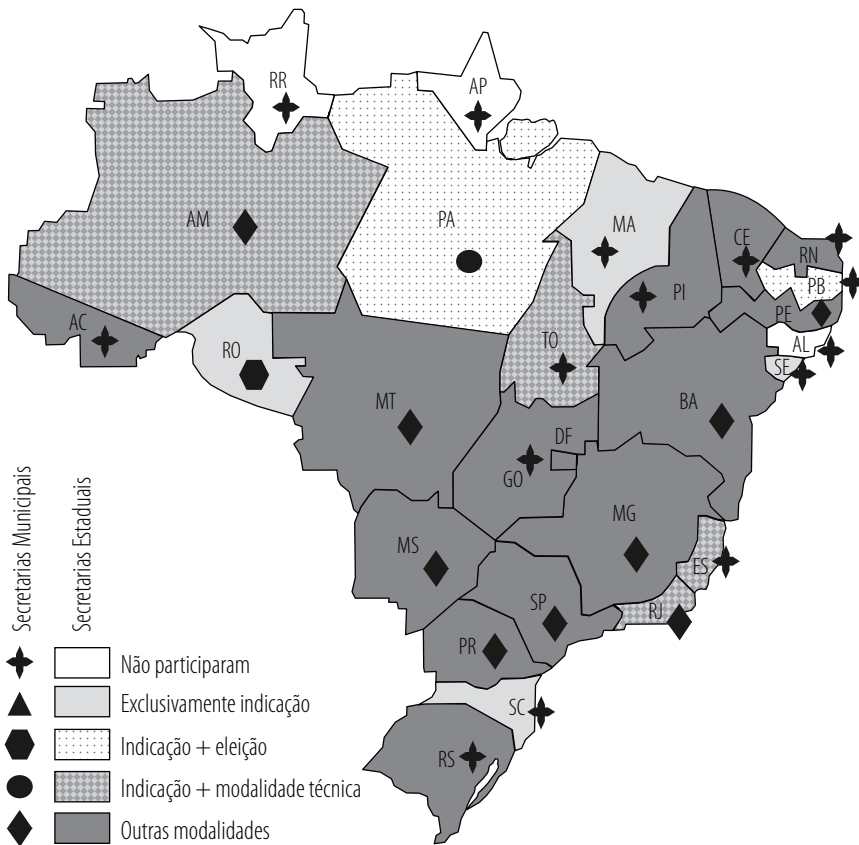 RR
AP
AM
PA
MA
CE
RN
PB
PI
PE
AC
AL
TO
SE
RO
BA
MT
DF
GO
MG
MS
ES
SP
RJ
PR
SC
RS
Secretarias Municipais
Secretarias Estaduais
Não participaram
Exclusivamente indicação
Indicação + eleição
Indicação + modalidade técnica
Outras modalidades